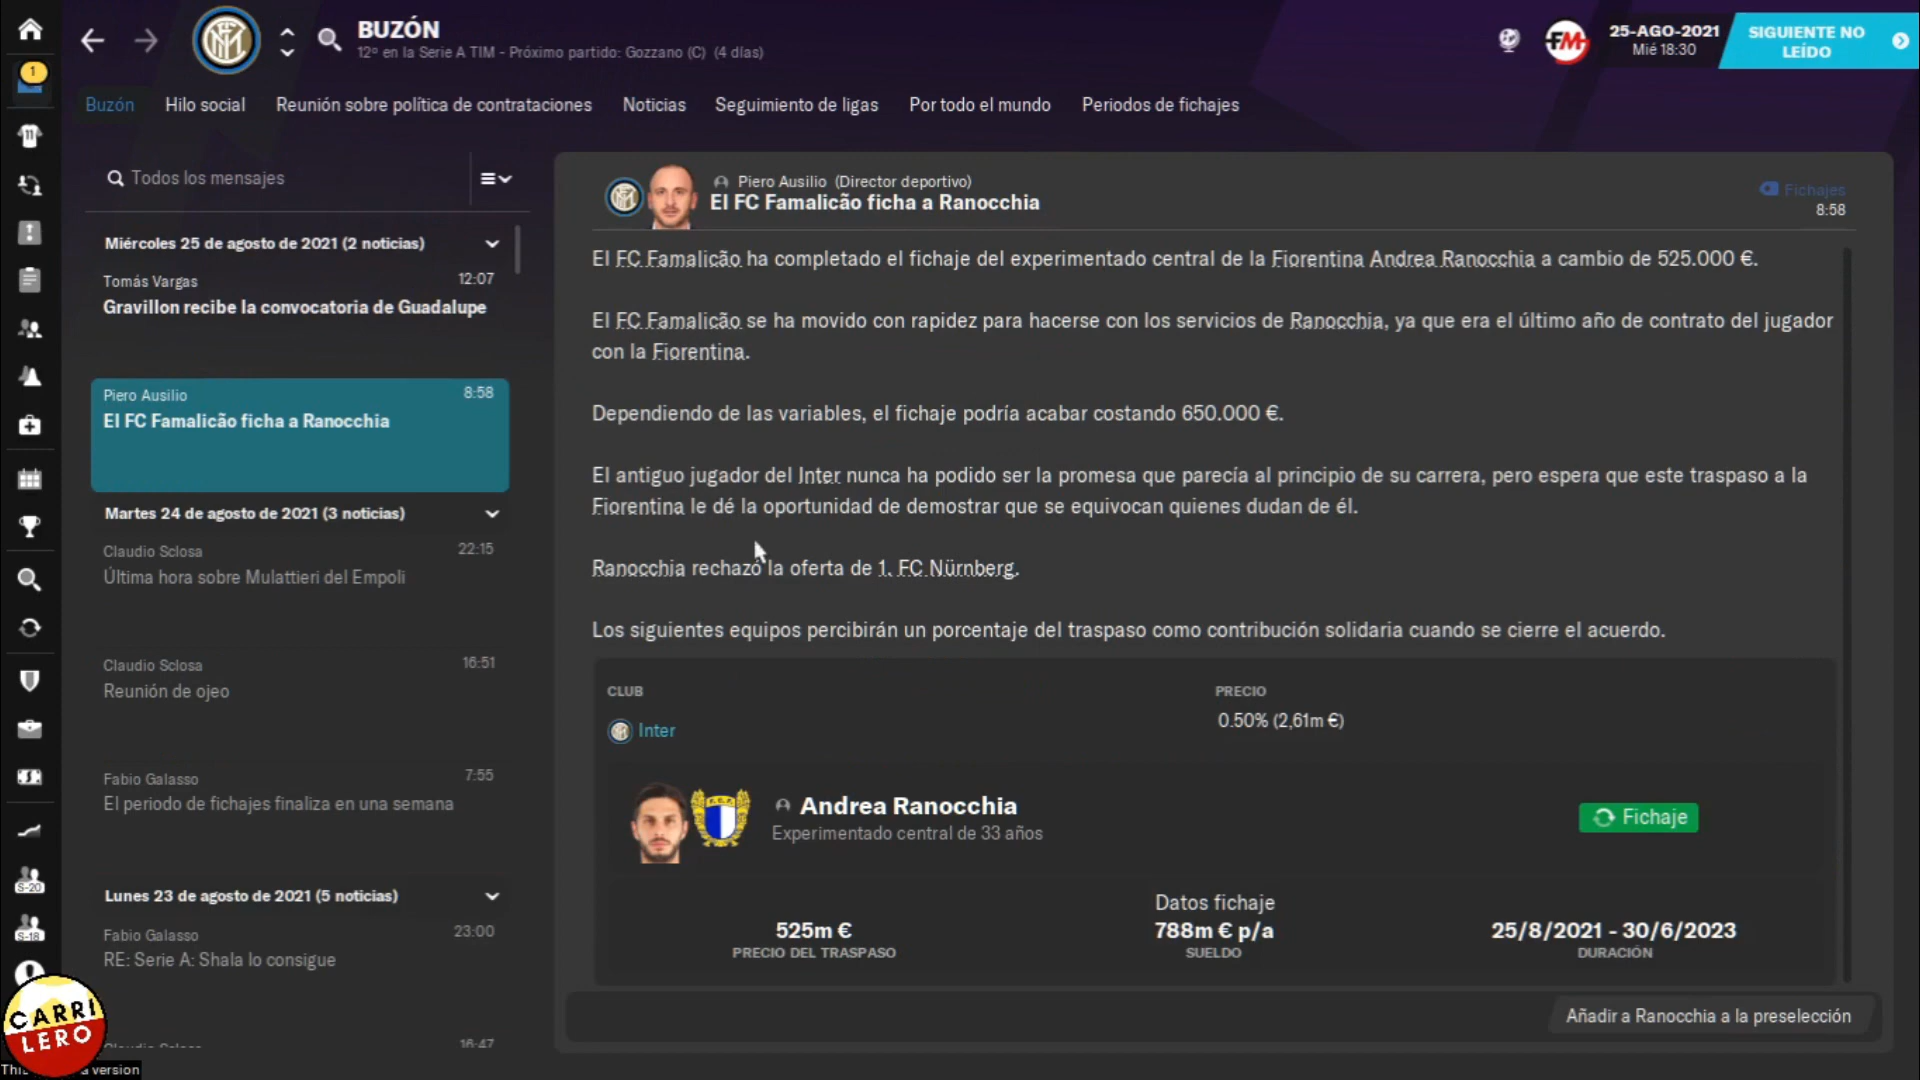 BUZÓN
12º en la Serie A TIM - Próximo partido: Gozzano (C) (4 días)
25-AGO-2021
Mié 18:30
SIGUIENTE NO
LEÍDO
1
Buzón Hilo social Reunión sobre política de contrataciones Noticias Seguimiento de ligas Por todo el mundo Periodos de fichajes
Todos los mensajes
Miércoles 25 de agosto de 2021 (2 noticias)
Tomás Vargas 12:07
Gravillon recibe la convocatoria de Guadalupe
Piero Ausilio 8:58
El FC Famalicão ficha a Ranocchia
Martes 24 de agosto de 2021 (3 noticias)
Claudio Sclosa 22:15
Última hora sobre Mulattieri del Empoli
Claudio Sclosa 16:51
Reunión de ojeo
Fabio Galasso 7:55
El periodo de fichajes finaliza en una semana
Lunes 23 de agosto de 2021 (5 noticias)
Fabio Galasso 23:00
RE: Serie A: Shala lo consigue
16:47
Piero Ausilio (Director deportivo)
El FC Famalicão ficha a Ranocchia
Fichajes
8:58
El FC Famalicão ha completado el fichaje del experimentado central de la Fiorentina Andrea Ranocchia a cambio de 525.000 €.
El FC Famalicão se ha movido con rapidez para hacerse con los servicios de Ranocchia, ya que era el último año de contrato del jugador
con la Fiorentina.
Dependiendo de las variables, el fichaje podría acabar costando 650.000 €.
El antiguo jugador del Inter nunca ha podido ser la promesa que parecía al principio de su carrera, pero espera que este traspaso a la
Fiorentina le dé la oportunidad de demostrar que se equivocan quienes dudan de él.
Ranocchia rechazó la oferta de 1. FC Nürnberg.
Los siguientes equipos percibirán un porcentaje del traspaso como contribución solidaria cuando se cierre el acuerdo.
CLUB PRECIO
Inter 0.50% (2,61m €)
Andrea Ranocchia
Experimentado central de 33 años
Fichaje
Datos fichaje
525m € 788m € p/a 25/8/2021 - 30/6/2023
PRECIO DEL TRASPASO SUELDO DURACIÓN
Añadir a Ranocchia a la preselección
S-20
S-18
CARRI
LERO
version